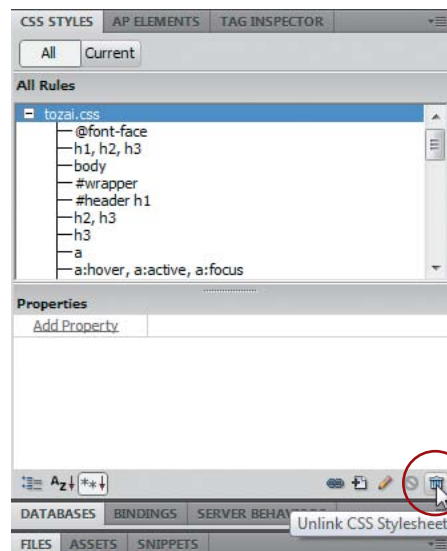 CSS STYLES AP ELEMENTS TAG INSPECTOR
All Current
All Rules
tozai.css
@font-face
h1, h2, h3
body
#wrapper
#header h1
h2, h3
h3
a
a:hover, a:active, a:focus
Properties
Add Property
DATABASES BINDINGS SERVER BEHA
Unlink CSS Stylesheet
FILES ASSETS SNIPPETS